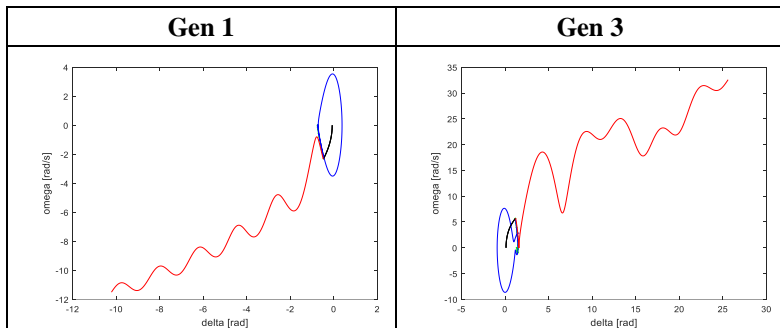 Gen 1 Gen 3
4
2
0
-2
-4
-6
-8
-10
-12
omega [rad/s]
-12 -10 -8 -6 -4 -2 0 2
delta [rad]
35
30
25
20
15
10
5
0
-5
-10
omega [rad/s]
-5 0 5 10 15 20 25 30
delta [rad]